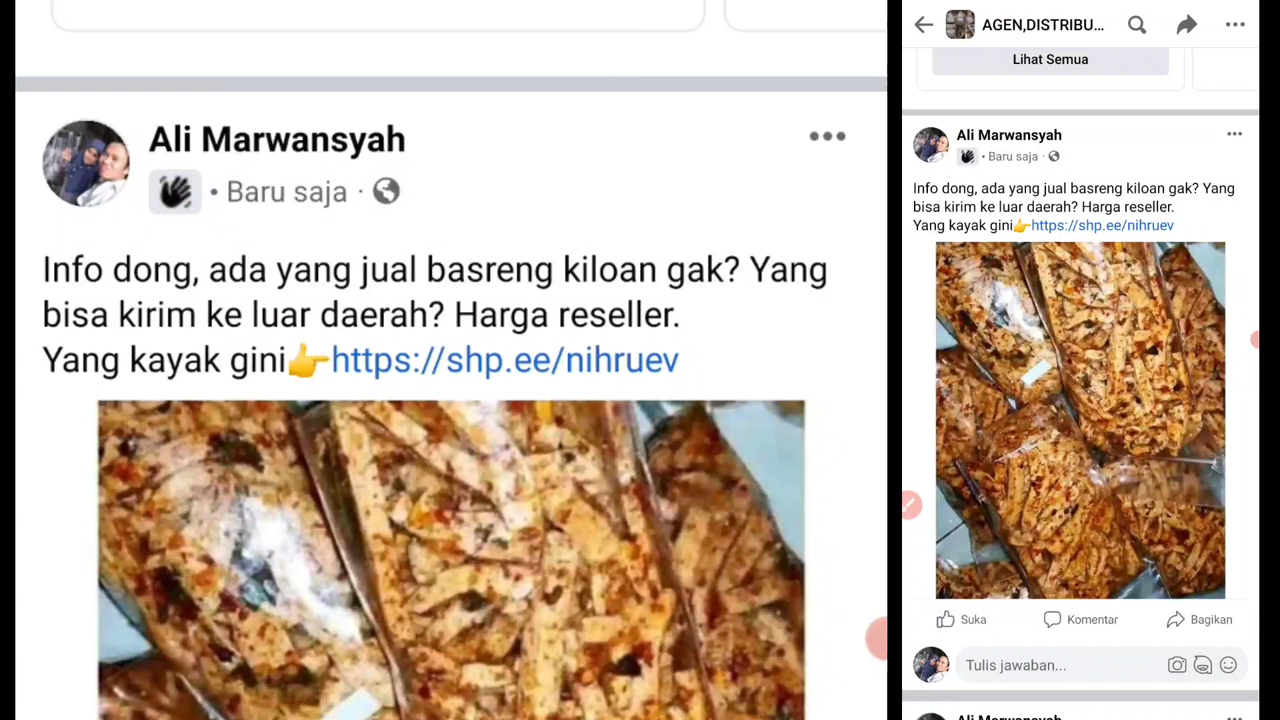 Ali Marwansyah
• Baru saja ·
Info dong, ada yang jual basreng kiloan gak? Yang
bisa kirim ke luar daerah? Harga reseller.
Yang kayak gini👉https://shp.ee/nihruev
AGEN,DISTRIBU...
Lihat Semua
Ali Marwansyah
• Baru saja ·
Info dong, ada yang jual basreng kiloan gak? Yang
bisa kirim ke luar daerah? Harga reseller.
Yang kayak gini👉https://shp.ee/nihruev
Suka Komentar Bagikan
Tulis jawaban...
Ali Marwansyah